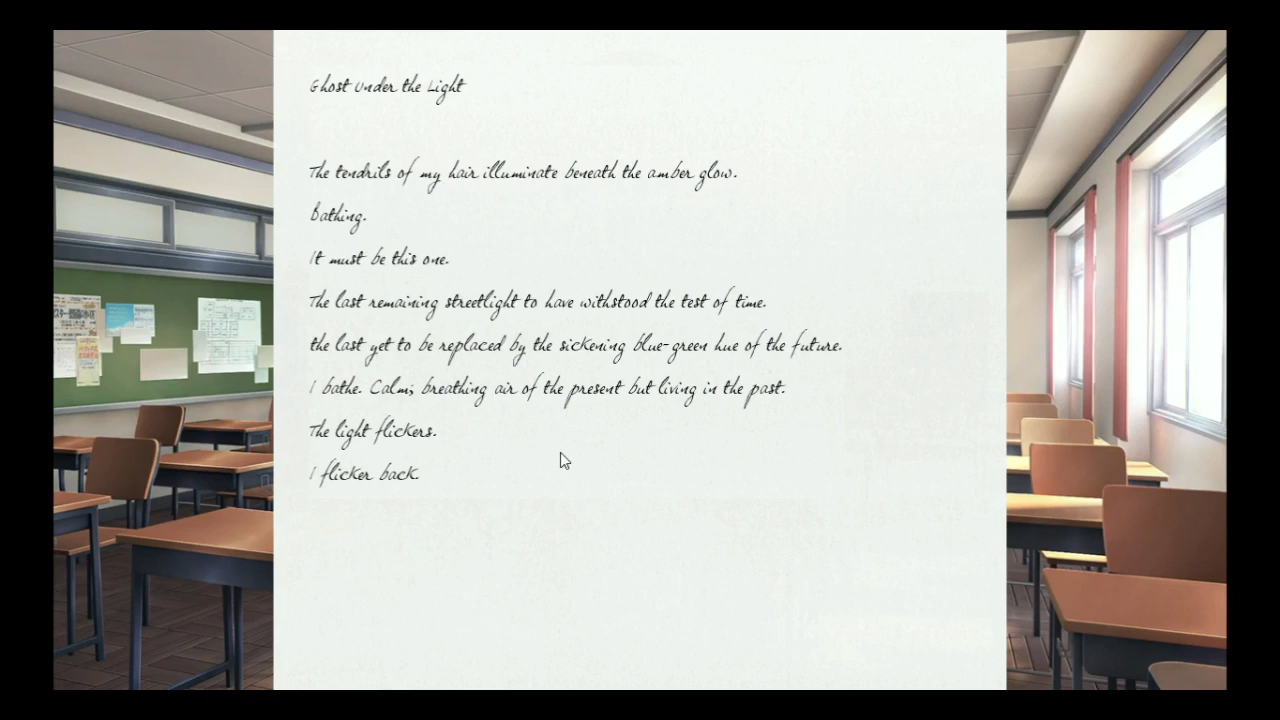 Ghost Under the Light
The tendrils of my hair illuminate beneath the amber glow.
Bathing.
It must be this one.
The last remaining streetlight to have withstood the test of time.
the last yet to be replaced by the sickening blue-green hue of the future.
I bathe. Calm; breathing air of the present but living in the past.
The light flickers.
I flicker back.